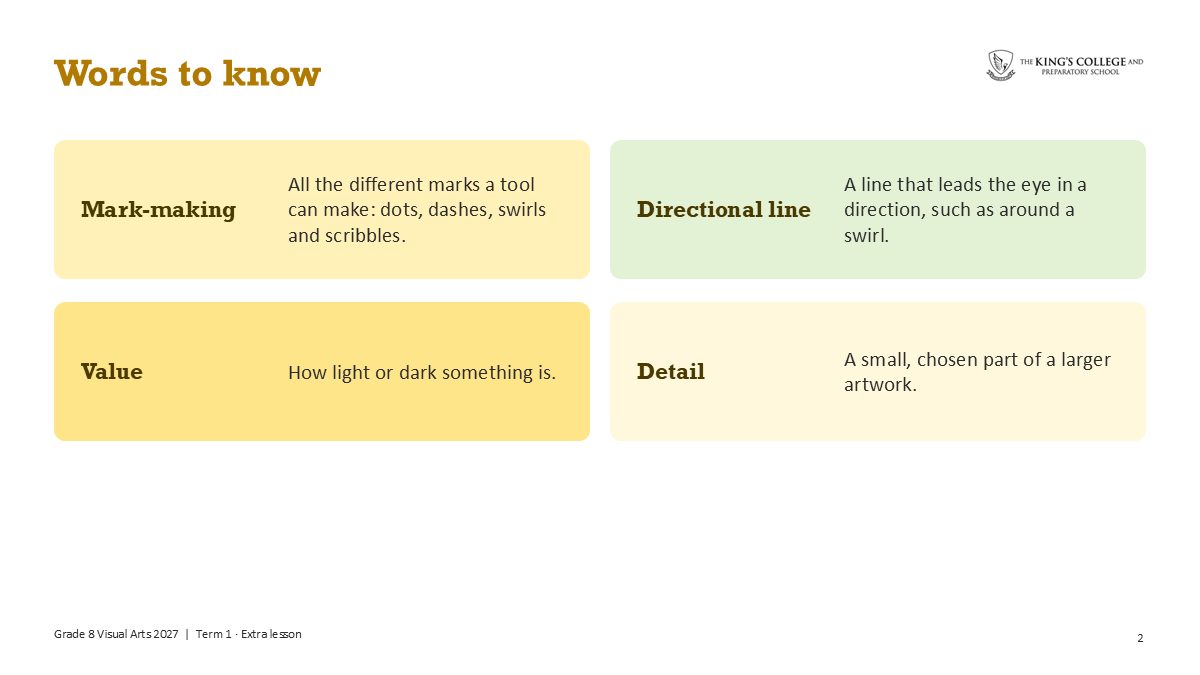 Words to know
THE KING'S COLLEGE AND
PREPARATORY SCHOOL
Mark-making
All the different marks a tool
can make: dots, dashes, swirls
and scribbles.
Directional line
A line that leads the eye in a
direction, such as around a
swirl.
Value
How light or dark something is.
Detail
A small, chosen part of a larger
artwork.
Grade 8 Visual Arts 2027 | Term 1 · Extra lesson
2